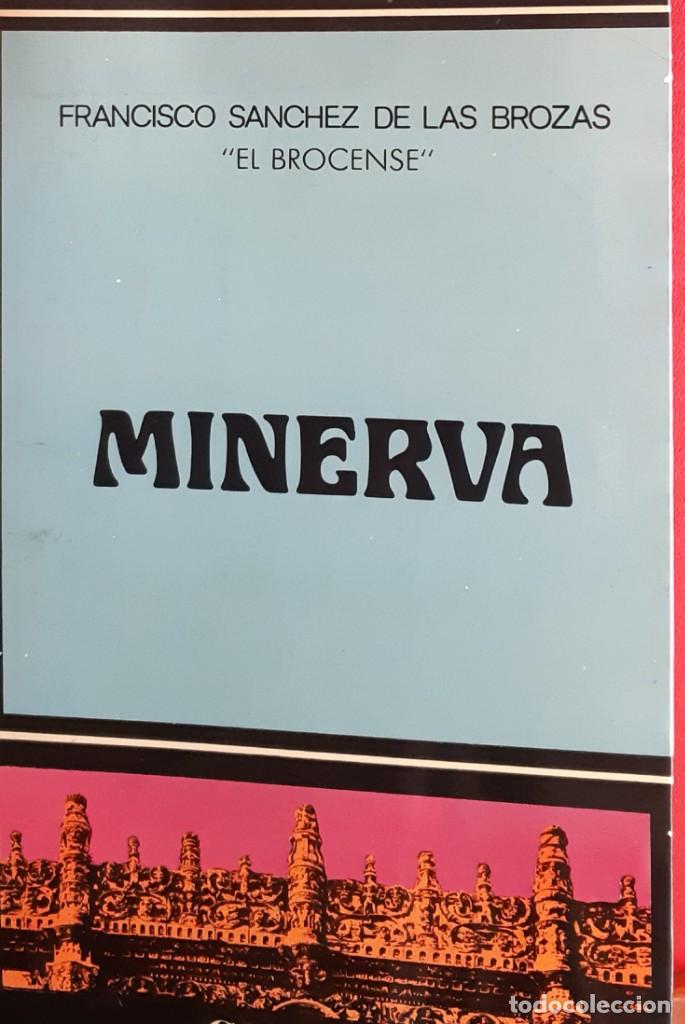 FRANCISCO SANCHEZ DE LAS BROZAS
"EL BROCENSE"
MINERVA
todocoleccion